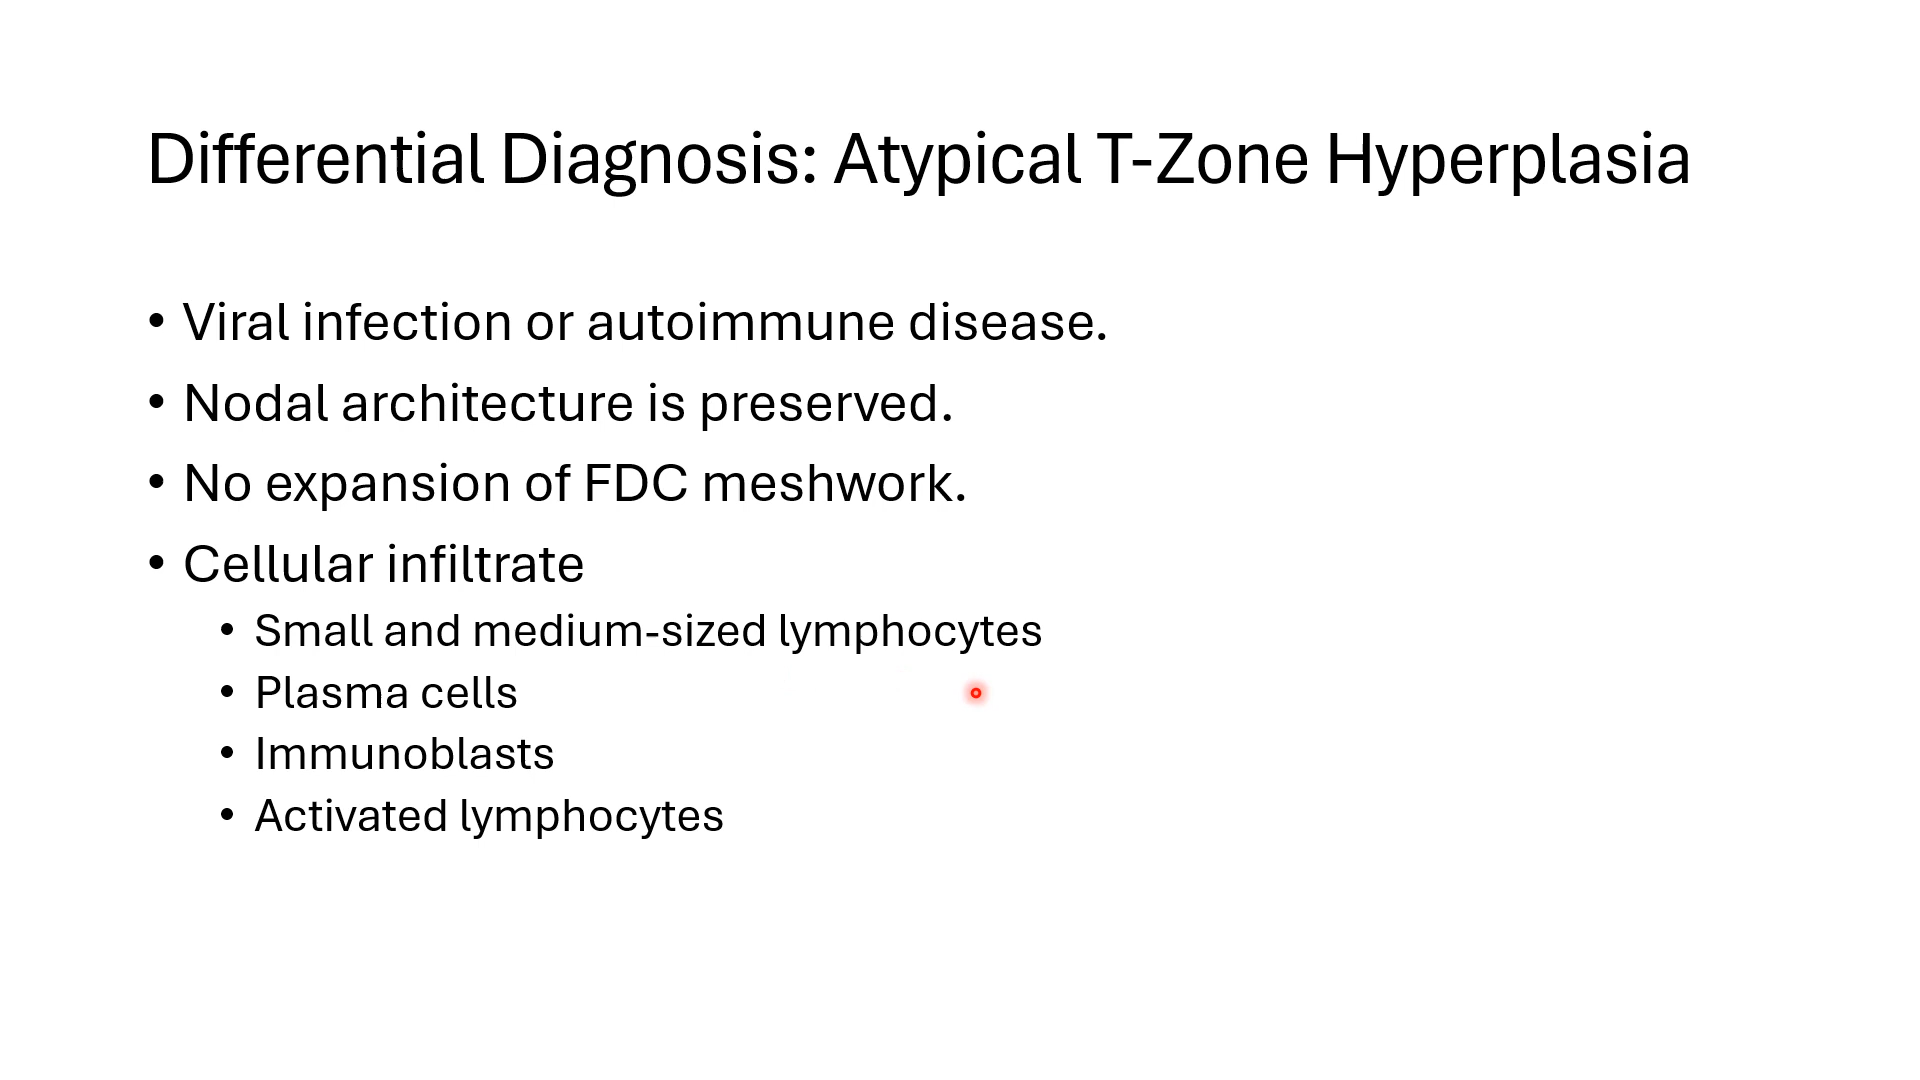 Differential Diagnosis: Atypical T-Zone Hyperplasia
• Viral infection or autoimmune disease.
• Nodal architecture is preserved.
• No expansion of FDC meshwork.
• Cellular infiltrate
• Small and medium-sized lymphocytes
• Plasma cells
• Immunoblasts
• Activated lymphocytes